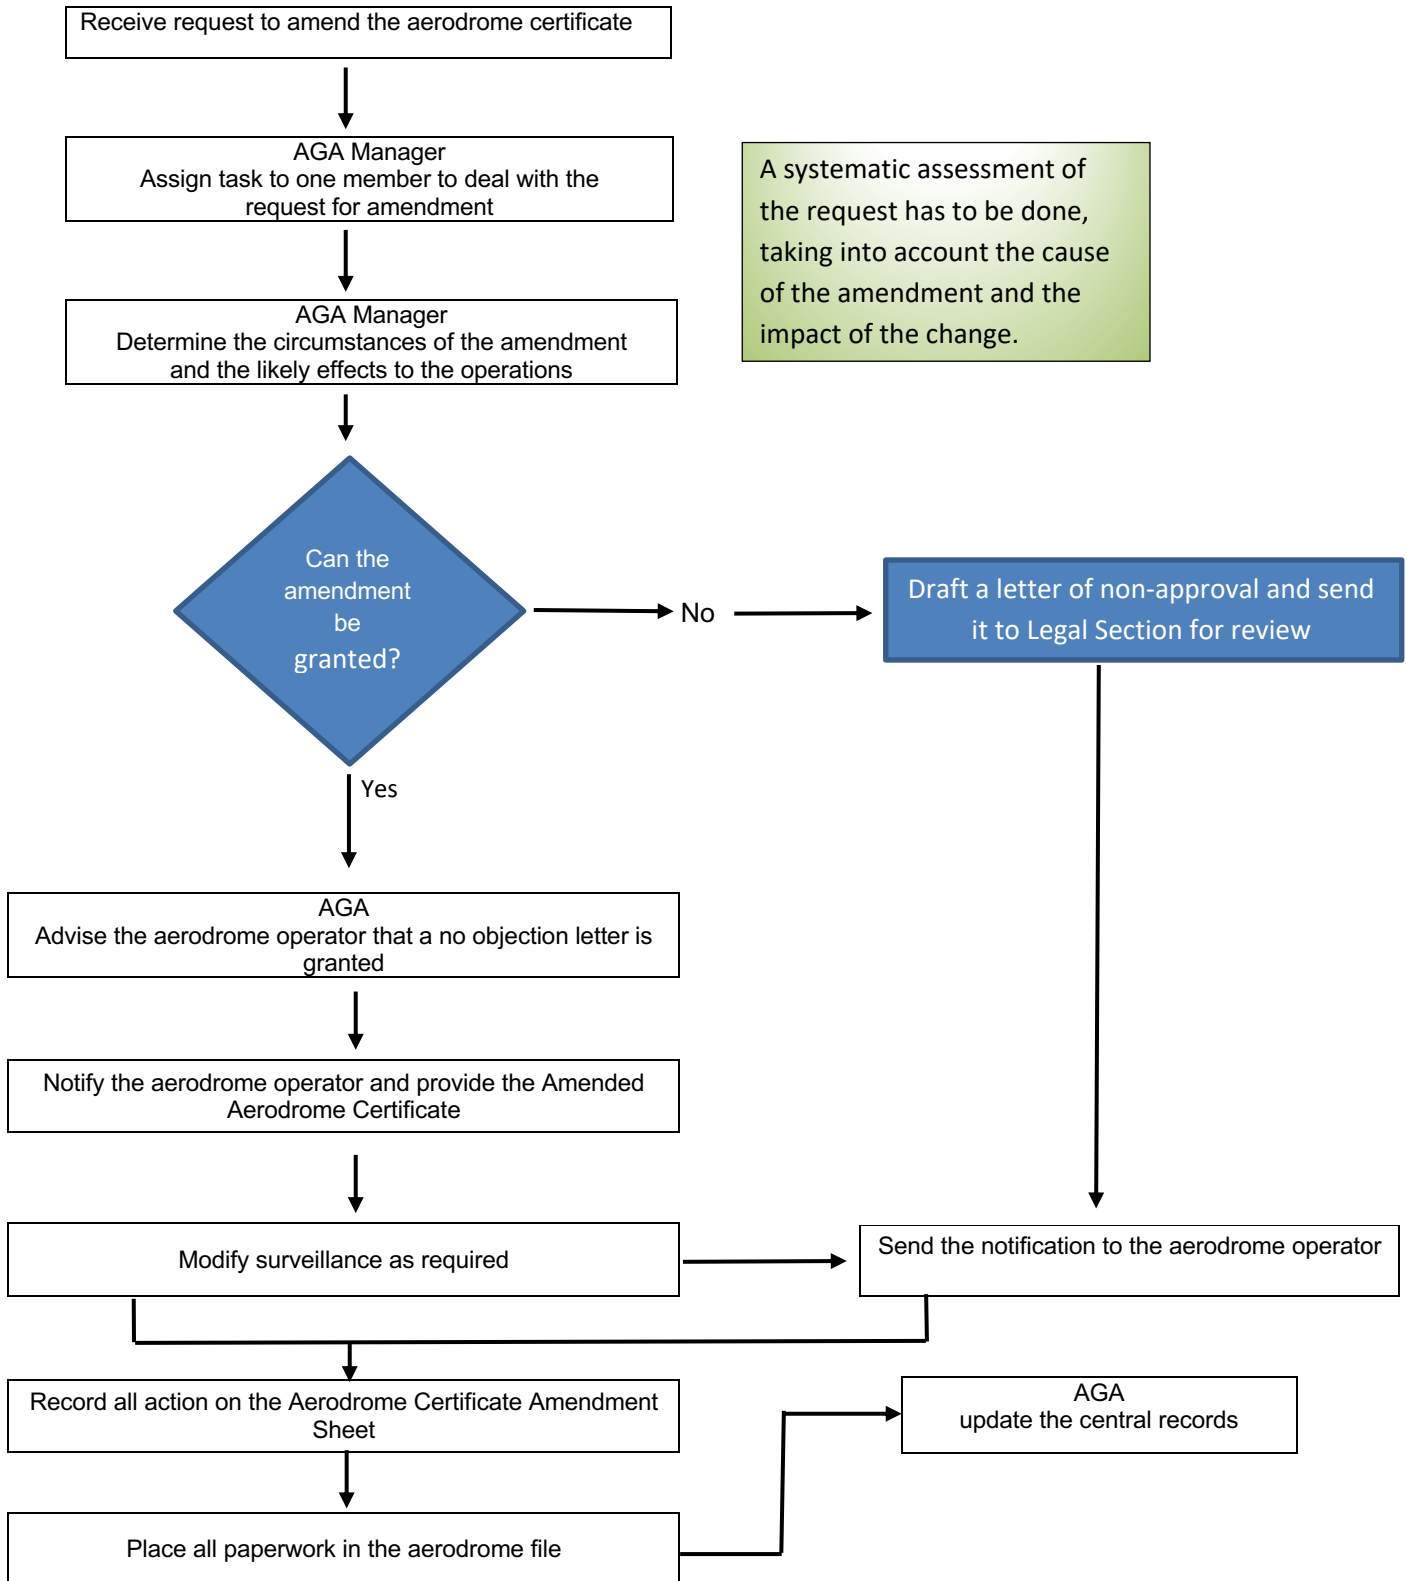 Receive request to amend the aerodrome certificate
AGA Manager
Assign task to one member to deal with the
request for amendment
A systematic assessment of
the request has to be done,
taking into account the cause
of the amendment and the
impact of the change.
AGA Manager
Determine the circumstances of the amendment
and the likely effects to the operations
Can the
amendment
be
granted?
No
Draft a letter of non-approval and send
it to Legal Section for review
Yes
AGA
Advise the aerodrome operator that a no objection letter is
granted
Notify the aerodrome operator and provide the Amended
Aerodrome Certificate
Modify surveillance as required
Send the notification to the aerodrome operator
Record all action on the Aerodrome Certificate Amendment
Sheet
AGA
update the central records
Place all paperwork in the aerodrome file